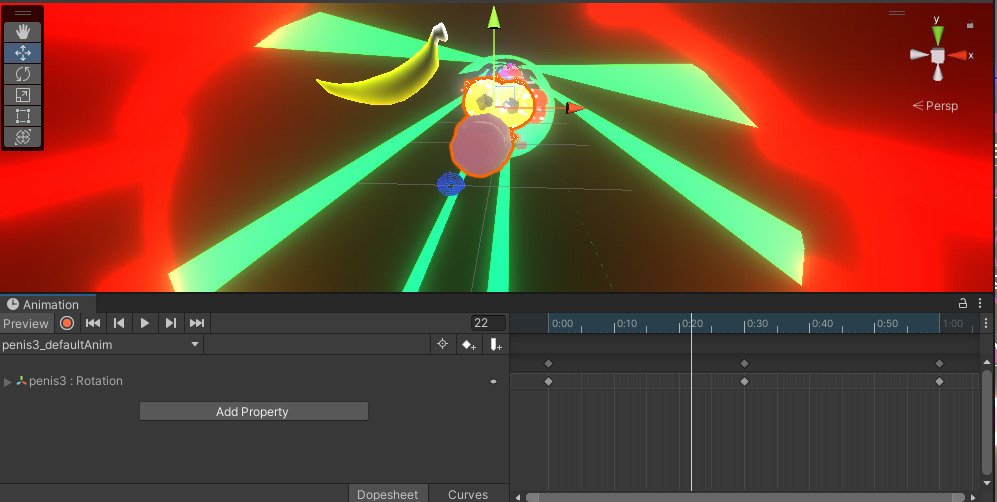 y
x
Persp
Animation
Preview
22
0:00 0:10 0:20 0:30 0:40 0:50 1:00
penis3_defaultAnim
penis3 : Rotation
Add Property
Dopesheet Curves